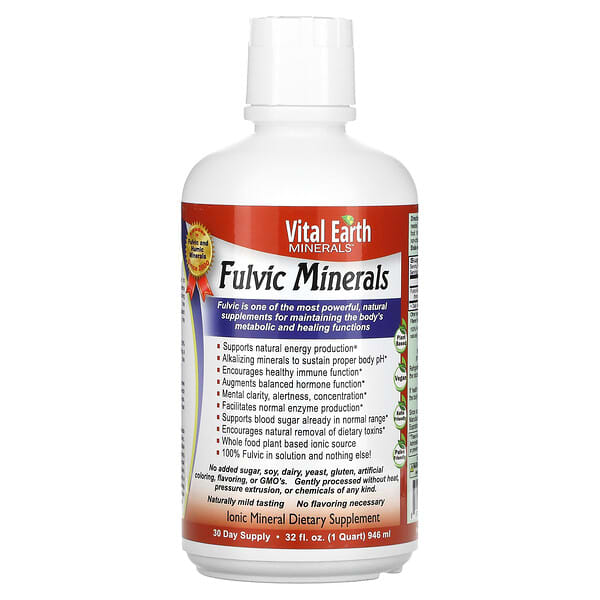 Vital Earth
MINERALS
Fulvic and
Humic
Minerals
Fulvic Minerals
Fulvic is one of the most powerful, natural
supplements for maintaining the body's
metabolic and healing functions
• Supports natural energy production*
• Alkalizing minerals to sustain proper body pH*
• Encourages healthy immune function*
• Augments balanced hormone function*
• Mental clarity, alertness, concentration*
• Facilitates normal enzyme production*
• Supports blood sugar already in normal range*
• Encourages natural removal of dietary toxins*
• Whole food plant based ionic source
• 100% Fulvic in solution and nothing else!
No added sugar, soy, dairy, yeast, gluten, artificial
coloring, flavoring, or GMO's. Gently processed without heat,
pressure extrusion, or chemicals of any kind.
Naturally mild tasting No flavoring necessary
Ionic Mineral Dietary Supplement
30 Day Supply • 32 fl. oz. (1 Quart) 946 ml
Plant
Based
Vegan
Keto
Friendly
Paleo
Friendly